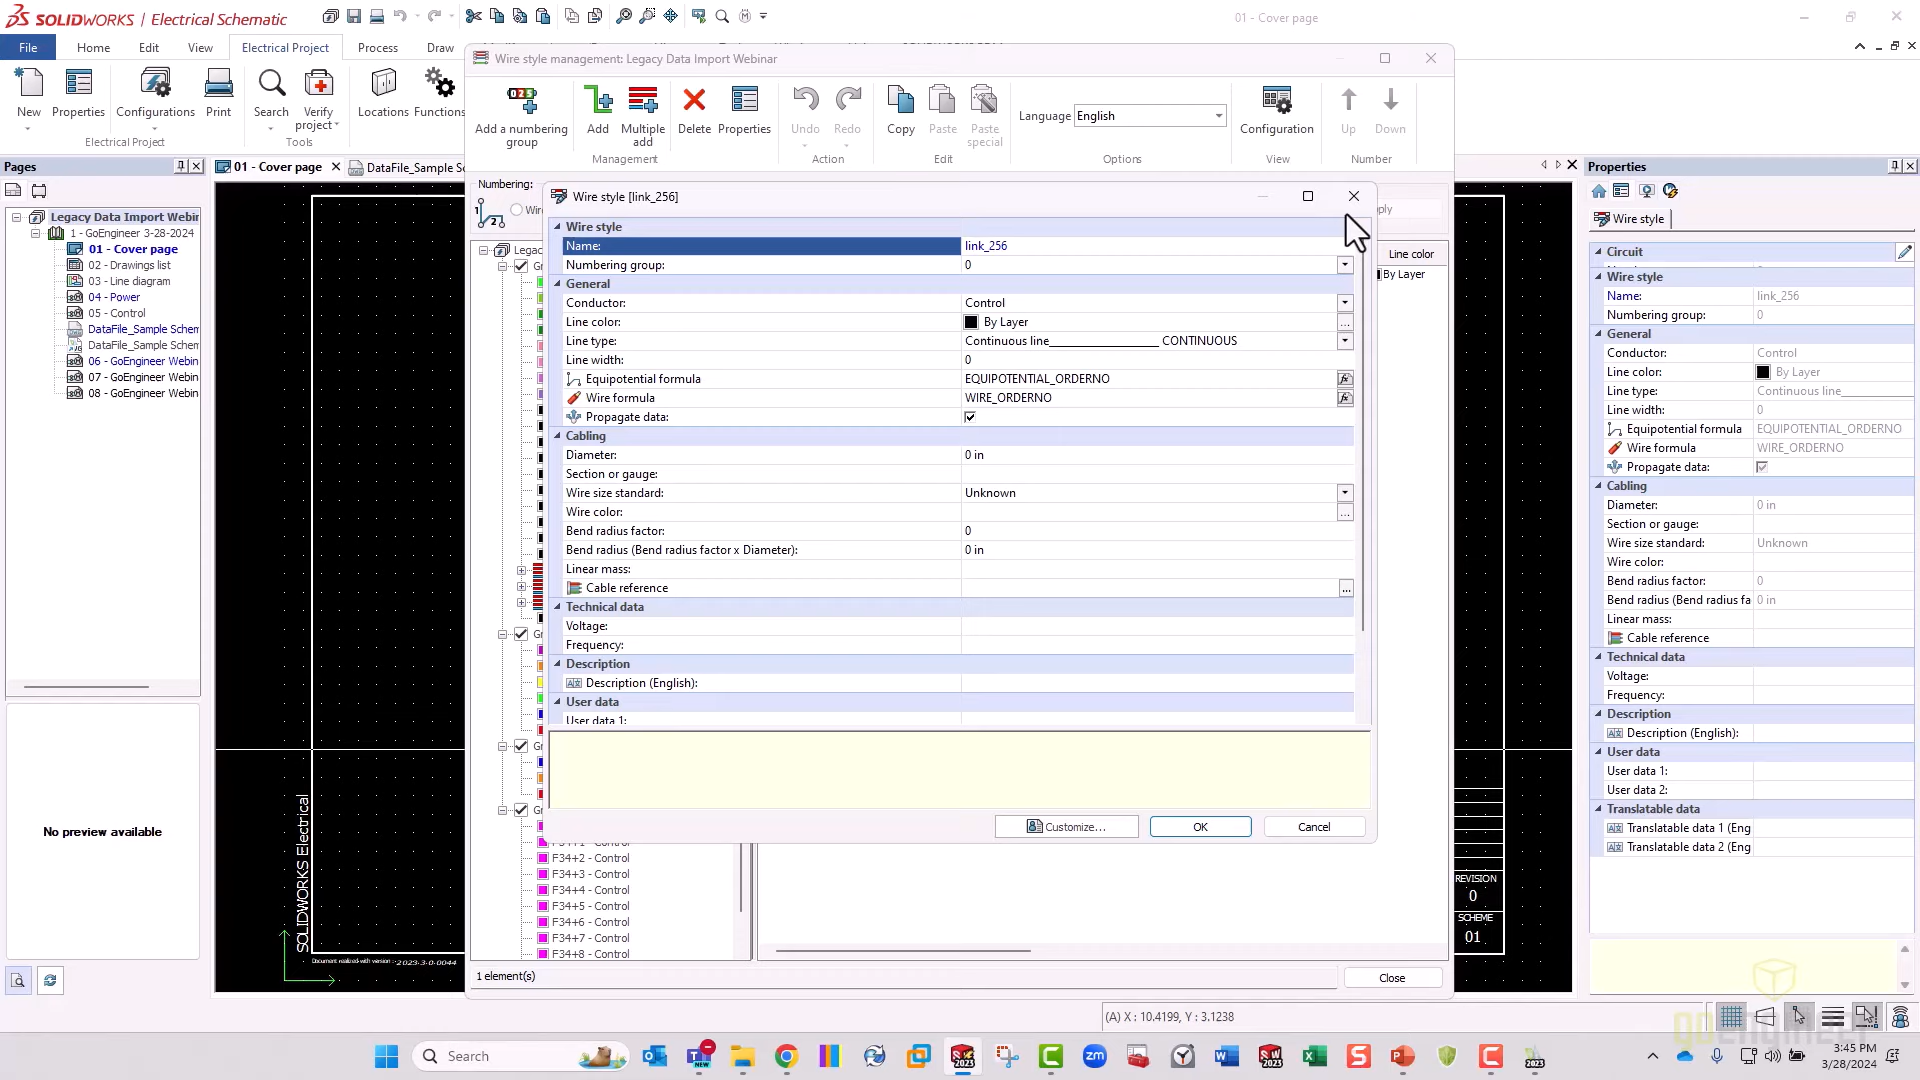 SOLIDWORKS | Electrical Schematic
01 - Cover page
File
Home
Edit
View
Electrical Project
Process
Draw
Wire style management: Legacy Data Import Webinar
New
Properties
Configurations
Print
Search
Verify
project
Locations
Functions
Electrical Project
Tools
Add a numbering
group
Add
Multiple
add
Delete
Properties
Undo
Redo
Copy
Paste
Paste
special
Language
English
Configuration
Up
Down
Management
Action
Edit
Options
View
Number
Pages
01 - Cover page
DataFile_Sample Sc
Properties
Numbering:
Wire style [link_256]
Wire style
Legacy Data Import Webin
1 - GoEngineer 3-28-2024
01 - Cover page
02 - Drawings list
03 - Line diagram
04 - Power
05 - Control
DataFile_Sample Schem
DataFile_Sample Schem
06 - GoEngineer Webin
07 - GoEngineer Webin
08 - GoEngineer Webin
No preview available
Wire style
Name: link_256
Numbering group: 0
General
Conductor: Control
Line color: By Layer
Line type: Continuous line____________________ CONTINUOUS
Line width: 0
Equipotential formula EQUIPOTENTIAL_ORDERNO
Wire formula WIRE_ORDERNO
Propagate data:
Cabling
Diameter: 0 in
Section or gauge:
Wire size standard: Unknown
Wire color:
Bend radius factor: 0
Bend radius (Bend radius factor x Diameter): 0 in
Linear mass:
Cable reference
Technical data
Voltage:
Frequency:
Description
Description (English):
User data
User data 1:
Customize...
OK
Cancel
F34+1 - Control
F34+2 - Control
F34+3 - Control
F34+4 - Control
F34+5 - Control
F34+6 - Control
F34+7 - Control
F34+8 - Control
1 element(s)
Close
Line color
By Layer
Circuit
Wire style
Name: link_256
Numbering group: 0
General
Conductor: Control
Line color: By Layer
Line type: Continuous line
Line width: 0
Equipotential formula EQUIPOTENTIAL_ORDERNO
Wire formula WIRE_ORDERNO
Propagate data:
Cabling
Diameter: 0 in
Section or gauge:
Wire size standard: Unknown
Wire color:
Bend radius factor: 0
Bend radius (Bend radius fa 0 in
Linear mass:
Cable reference
Technical data
Voltage:
Frequency:
Description
Description (English):
User data
User data 1:
User data 2:
Translatable data
Translatable data 1 (Eng
Translatable data 2 (Eng
SOLIDWORKS Electrical
Document realized with version : 2023.3.0.0044
REVISION
0
SCHEME
01
(A) X : 10.4199, Y : 3.1238
goengineer
Search
3:45 PM
3/28/2024